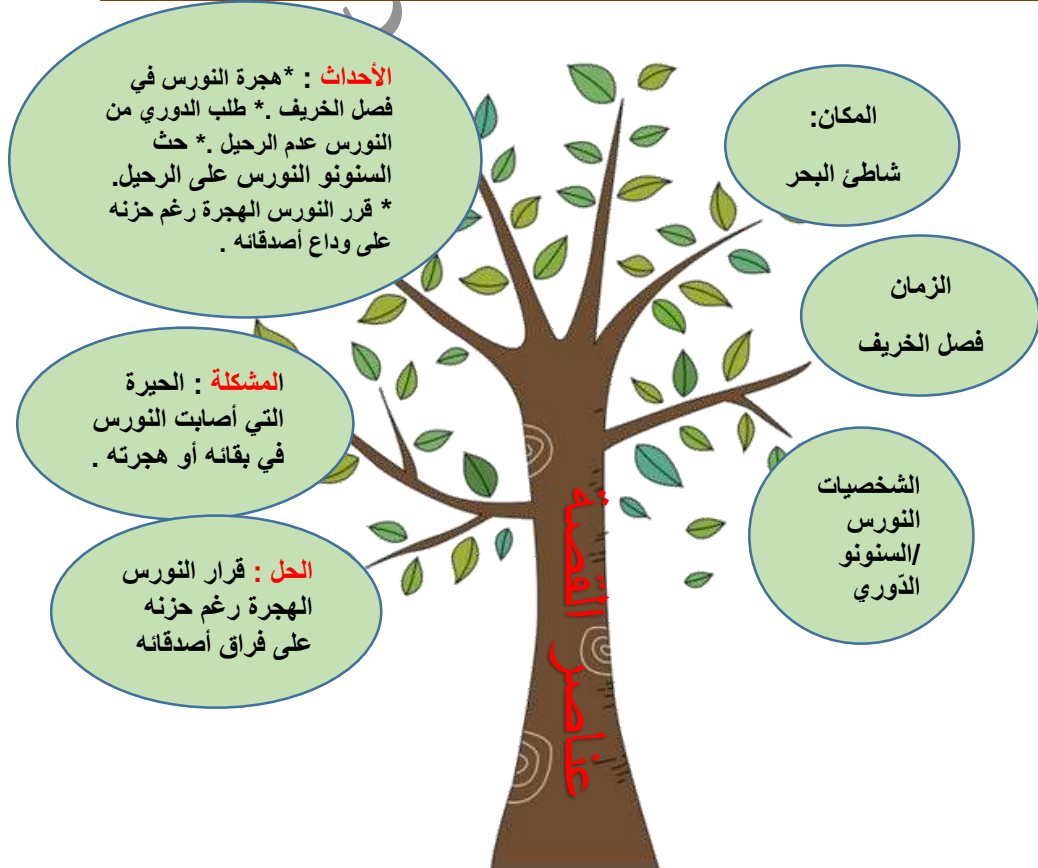 المكان:
شاطئ البحر
الزمان
فصل الخريف
الشخصيات
النورس
/السنونو
الدّوري
عناصر القصة
الأحداث : *هجرة النورس في
فصل الخريف .* طلب الدوري من
النورس عدم الرحيل .* حث
السنونو النورس على الرحيل.
* قرر النورس الهجرة رغم حزنه
على وداع أصدقائه .
المشكلة : الحيرة
التي أصابت النورس
في بقائه أو هجرته .
الحل : قرار النورس
الهجرة رغم حزنه
على فراق أصدقائه